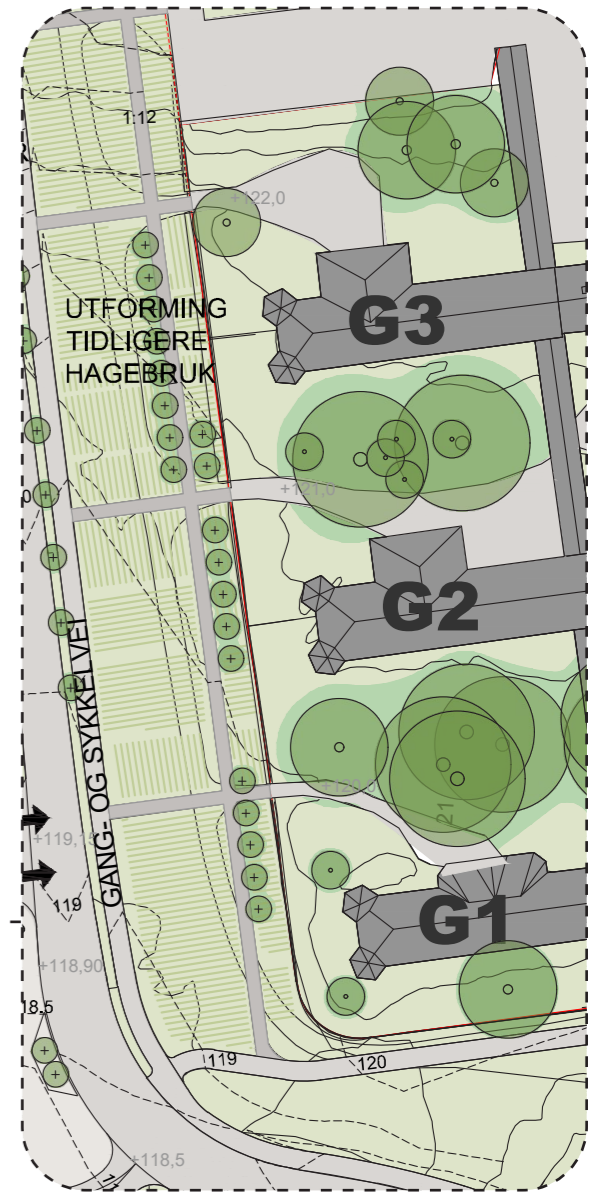 1:12
+122,0
UTFORMING
TIDLIGERE
HAGEBRUK
G3
+121,0
G2
GANG- OG SYKKELVEI
+120,0
21
+119,15
119
G1
+118,90
18,5
119
120
+118,5